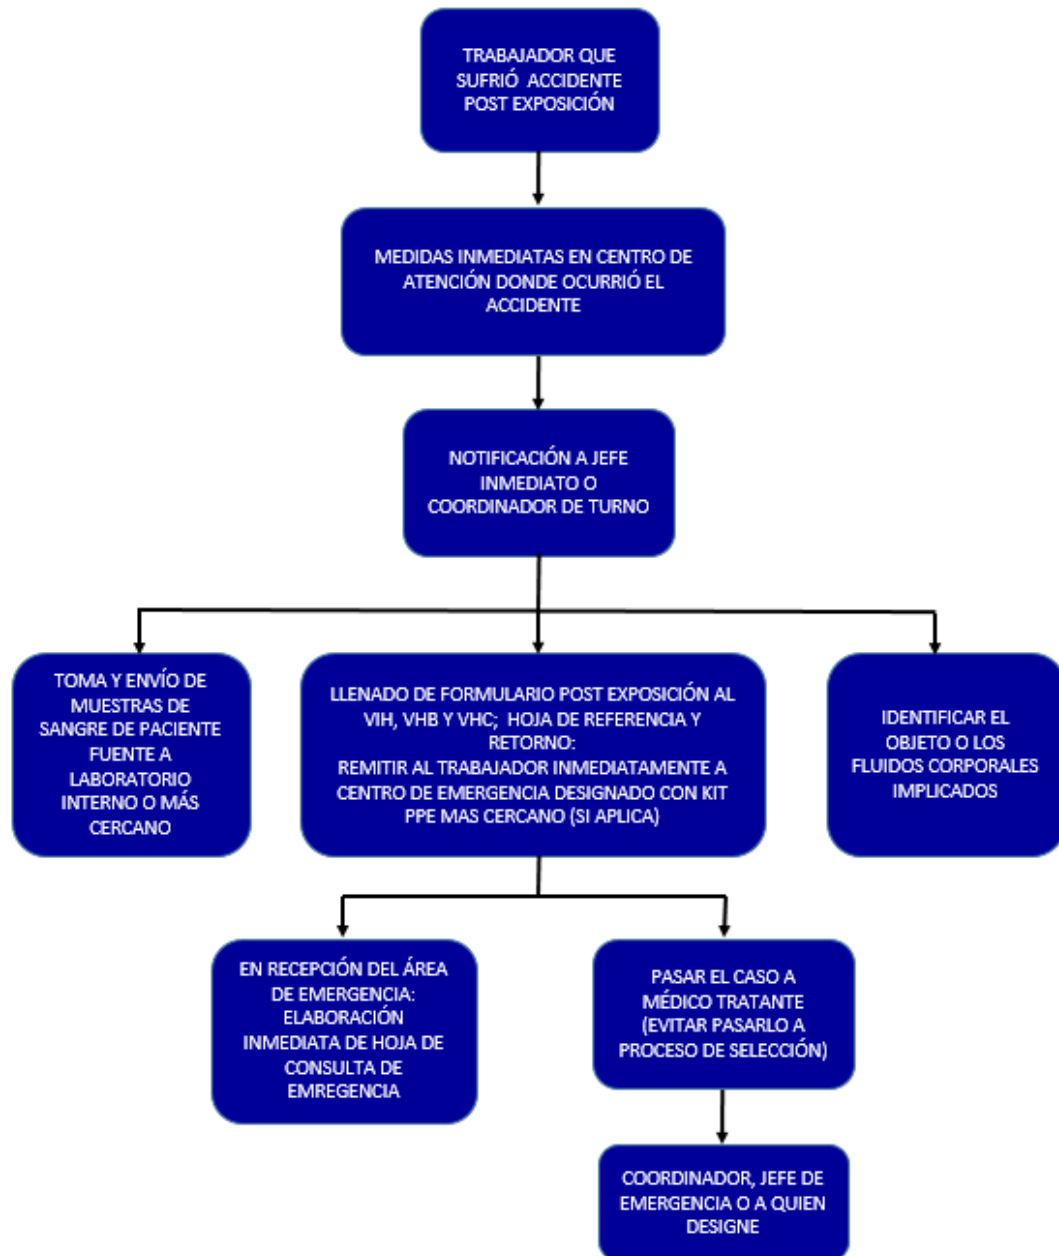 TRABAJADOR QUE
SUFRIÓ ACCIDENTE
POST EXPOSICIÓN
MEDIDAS INMEDIATAS EN CENTRO DE
ATENCIÓN DONDE OCURRIÓ EL
ACCIDENTE
NOTIFICACIÓN A JEFE
INMEDIATO O
COORDINADOR DE TURNO
TOMA Y ENVÍO DE
MUESTRAS DE
SANGRE DE PACIENTE
FUENTE A
LABORATORIO
INTERNO O MÁS
CERCANO
LLENADO DE FORMULARIO POST EXPOSICIÓN AL
VIH, VHB Y VHC; HOJA DE REFERENCIA Y
RETORNO:
REMITIR AL TRABAJADOR INMEDIATAMENTE A
CENTRO DE EMERGENCIA DESIGNADO CON KIT
PPE MAS CERCANO (SI APLICA)
IDENTIFICAR EL
OBJETO O LOS
FLUIDOS CORPORALES
IMPLICADOS
EN RECEPCIÓN DEL ÁREA
DE EMERGENCIA:
ELABORACIÓN
INMEDIATA DE HOJA DE
CONSULTA DE
EMREGENCIA
PASAR EL CASO A
MÉDICO TRATANTE
(EVITAR PASARLO A
PROCESO DE SELECCIÓN)
COORDINADOR, JEFE DE
EMERGENCIA O A QUIEN
DESIGNE